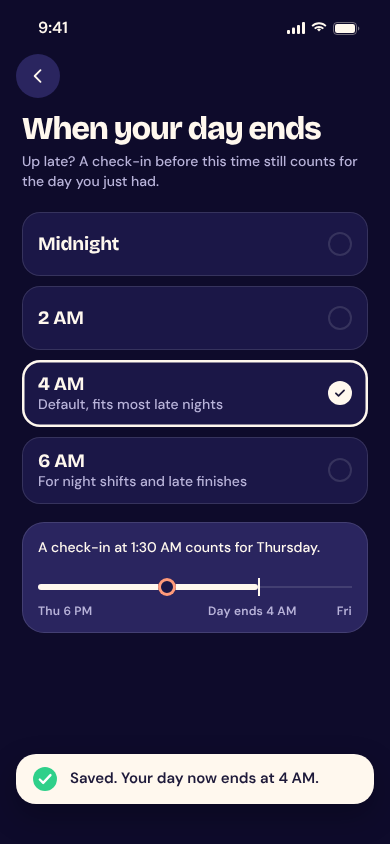 9:41
When your day ends
Up late? A check-in before this time still counts for
the day you just had.
Midnight
2 AM
4 AM
Default, fits most late nights
6 AM
For night shifts and late finishes
A check-in at 1:30 AM counts for Thursday.
Thu 6 PM Day ends 4 AM Fri
Saved. Your day now ends at 4 AM.